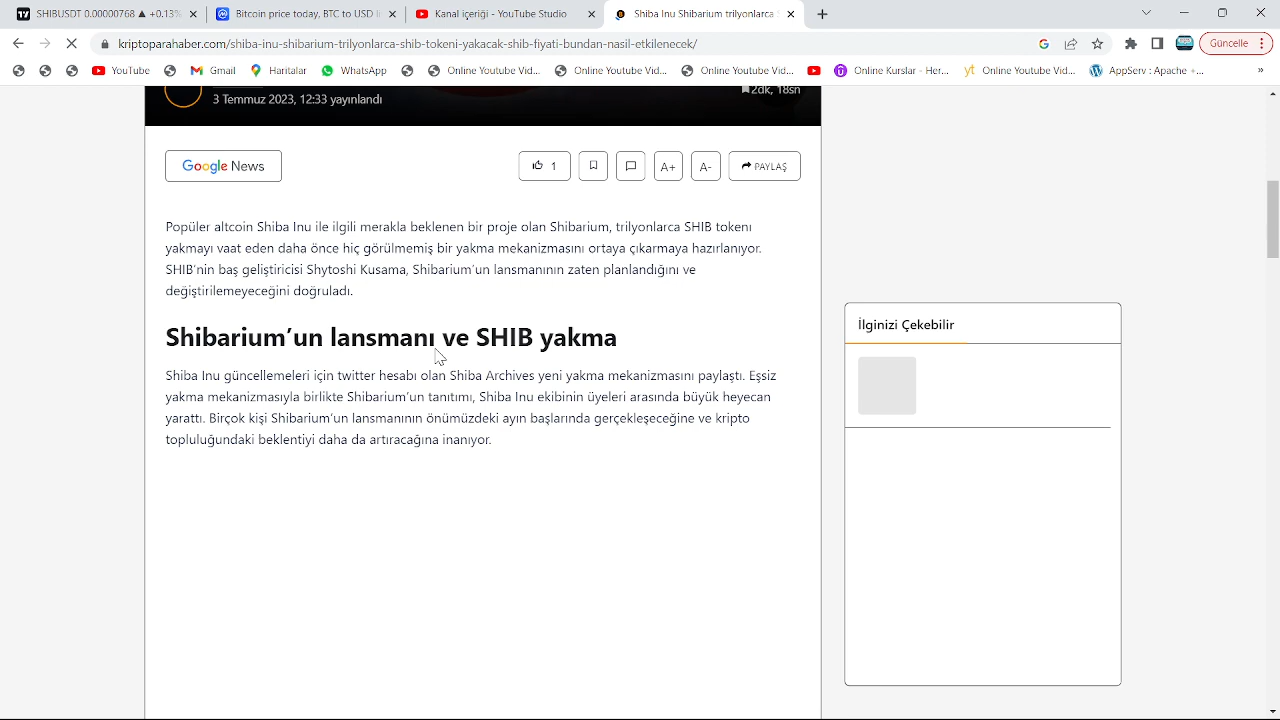 SHIBUSDT 0.00000768 ▲ +0.13%
Bitcoin price today, BTC to USD li
Kanal içeriği - YouTube Studio
Shiba Inu Shibarium trilyonlarca S
kriptoparahaber.com/shiba-inu-shibarium-trilyonlarca-shib-tokeni-yakacak-shib-fiyati-bundan-nasil-etkilenecek/
Güncelle
YouTube
Gmail
Haritalar
WhatsApp
Online Youtube Vid...
Online Youtube Vid...
Online Youtube Vid...
Online Kurslar - Her...
Online Youtube Vid...
AppServ : Apache +...
»
3 Temmuz 2023, 12:33 yayınlandı
2dk, 18sn
Google News
1
A+
A-
PAYLAŞ
Popüler altcoin Shiba Inu ile ilgili merakla beklenen bir proje olan Shibarium, trilyonlarca SHIB tokenı
yakmayı vaat eden daha önce hiç görülmemiş bir yakma mekanizmasını ortaya çıkarmaya hazırlanıyor.
SHIB'nin baş geliştiricisi Shytoshi Kusama, Shibarium'un lansmanının zaten planlandığını ve
değiştirilemeyeceğini doğruladı.
Shibarium'un lansmanı ve SHIB yakma
Shiba Inu güncellemeleri için twitter hesabı olan Shiba Archives yeni yakma mekanizmasını paylaştı. Eşsiz
yakma mekanizmasıyla birlikte Shibarium'un tanıtımı, Shiba Inu ekibinin üyeleri arasında büyük heyecan
yarattı. Birçok kişi Shibarium'un lansmanının önümüzdeki ayın başlarında gerçekleşeceğine ve kripto
topluluğundaki beklentiyi daha da artıracağına inanıyor.
İlginizi Çekebilir